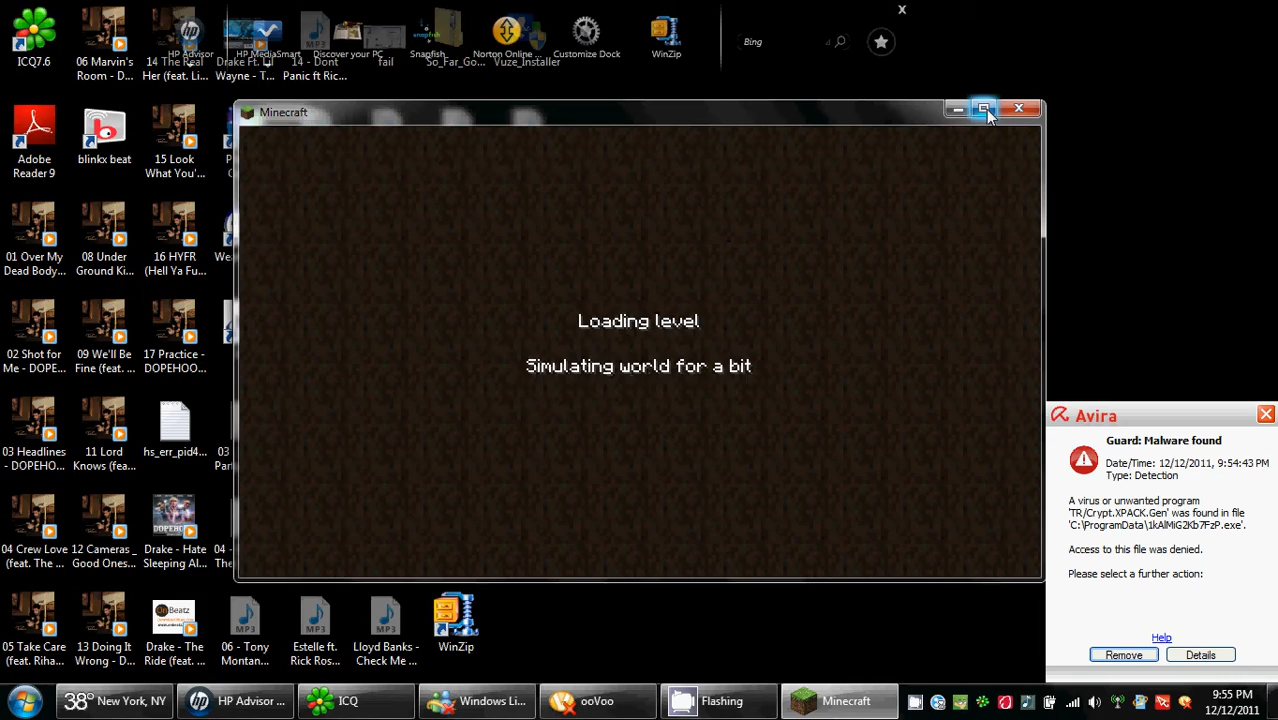 HP Advisor
HP MediaSmart
Discover your PC
Snapfish
Norton Online ...
Customize Dock
WinZip
Bing
x
ICQ7.6
06 Marvin's
Room - D...
14 The Real
Her (feat. Li...
Drake Ft. Lil
Wayne - T...
14 - Dont
Panic ft Ric...
fail
So_Far_Go...
Vuze_Installer
MP3
snapfish
Minecraft
Adobe
Reader 9
blinkx beat
15 Look
What You'...
01 Over My
Dead Body...
08 Under
Ground Ki...
16 HYFR
(Hell Ya Fu...
Loading level
Simulating world for a bit
02 Shot for
Me - DOPE...
09 We'll Be
Fine (feat. ...
17 Practice -
DOPEHOO...
03 Headlines
- DOPEHO...
11 Lord
Knows (fea...
hs_err_pid4...
03
Par
04 Crew Love
(feat. The ...
12 Cameras _
Good Ones...
Drake - Hate
Sleeping Al...
04 -
05 Take Care
(feat. Riha...
13 Doing It
Wrong - D...
OnBeatz
Drake - The
Ride (feat. ...
MP3
06 - Tony
Montan...
MP3
Estelle ft.
Rick Ros...
MP3
Lloyd Banks -
Check Me ...
WinZip
Avira
Guard: Malware found
Date/Time: 12/12/2011, 9:54:43 PM
Type: Detection
A virus or unwanted program
'TR/Crypt.XPACK.Gen' was found in file
'C:\ProgramData\1kAlMiG2Kb7FzP.exe'.
Access to this file was denied.
Please select a further action:
Help
Remove
Details
38° New York, NY
HP Advisor ...
ICQ
Windows Li...
ooVoo
Flashing
Minecraft
9:55 PM
12/12/2011